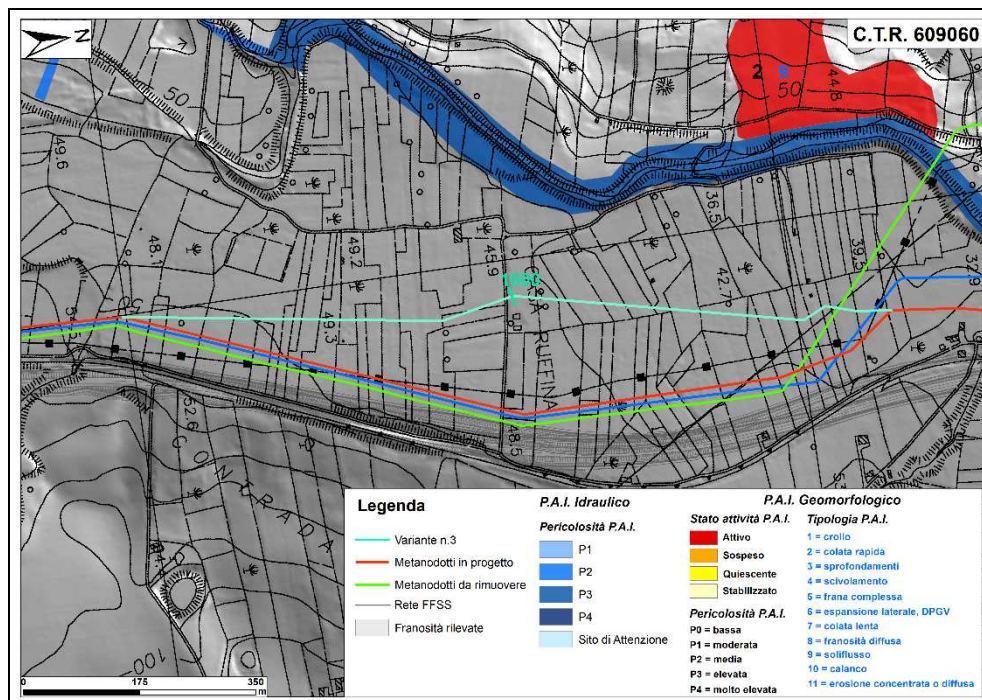 N
C.T.R. 609060
50
49.6
2
9
50
44.8
48.1
49.2
45.9
36.5
39.5
32.9
1000
42.7
49.3
RUFFINA
52.6
48.5
CONTRADA
100
Legenda
Variante n.3
Metanodotti in progetto
Metanodotti da rimuovere
Rete FFSS
Franosità rilevate
P.A.I. Idraulico
Pericolosità P.A.I.
P1
P2
P3
P4
Sito di Attenzione
P.A.I. Geomorfologico
Stato attività P.A.I.
Attivo
Sospeso
Quiescente
Stabilizzato
Pericolosità P.A.I.
P0 = bassa
P1 = moderata
P2 = media
P3 = elevata
P4 = molto elevata
Tipologia P.A.I.
1 = crollo
2 = colata rapida
3 = sprofondamenti
4 = scivolamento
5 = frana complessa
6 = espansione laterale, DPGV
7 = colata lenta
8 = franosità diffusa
9 = soliflusso
10 = calanco
11 = erosione concentrata o diffusa
0
175
350
m